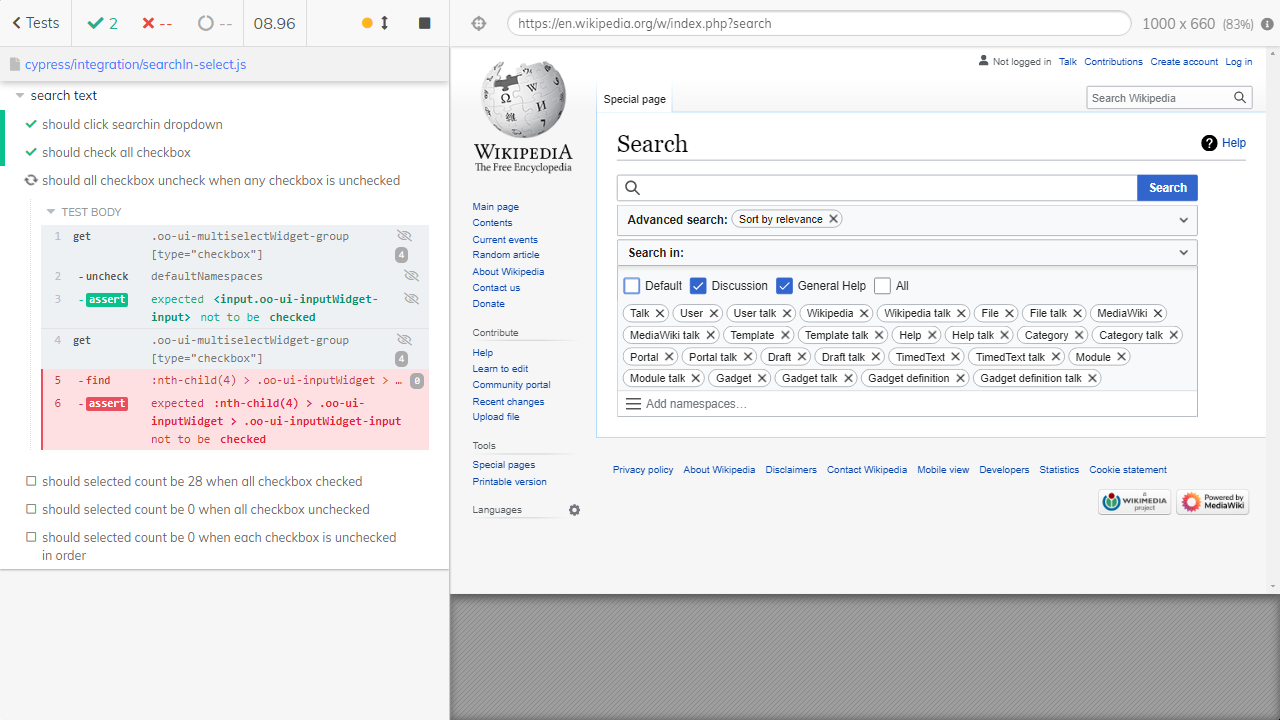 Tests
2
--
--
08.96
https://en.wikipedia.org/w/index.php?search
1000 x 660 (83%)
cypress/integration/searchIn-select.js
search text
should click searchin dropdown
should check all checkbox
should all checkbox uncheck when any checkbox is unchecked
TEST BODY
1 get .oo-ui-multiselectWidget-group
[type="checkbox"] 4
2 -uncheck defaultNamespaces
3 -assert expected <input.oo-ui-inputWidget-
input> not to be checked
4 get .oo-ui-multiselectWidget-group
[type="checkbox"] 4
5 -find :nth-child(4) > .oo-ui-inputWidget > … 0
6 -assert expected :nth-child(4) > .oo-ui-
inputWidget > .oo-ui-inputWidget-input
not to be checked
should selected count be 28 when all checkbox checked
should selected count be 0 when all checkbox unchecked
should selected count be 0 when each checkbox is unchecked
in order
WIKIPEDIA
The Free Encyclopedia
Main page
Contents
Current events
Random article
About Wikipedia
Contact us
Donate
Contribute
Help
Learn to edit
Community portal
Recent changes
Upload file
Tools
Special pages
Printable version
Languages
Not logged in Talk Contributions Create account Log in
Special page
Search Wikipedia
Search
Help
Search
Advanced search: Sort by relevance
Search in:
Default Discussion General Help All
Talk User User talk Wikipedia Wikipedia talk File File talk MediaWiki
MediaWiki talk Template Template talk Help Help talk Category Category talk
Portal Portal talk Draft Draft talk TimedText TimedText talk Module
Module talk Gadget Gadget talk Gadget definition Gadget definition talk
Add namespaces…
Privacy policy About Wikipedia Disclaimers Contact Wikipedia Mobile view Developers Statistics Cookie statement
A
WIKIMEDIA
project
Powered by
MediaWiki